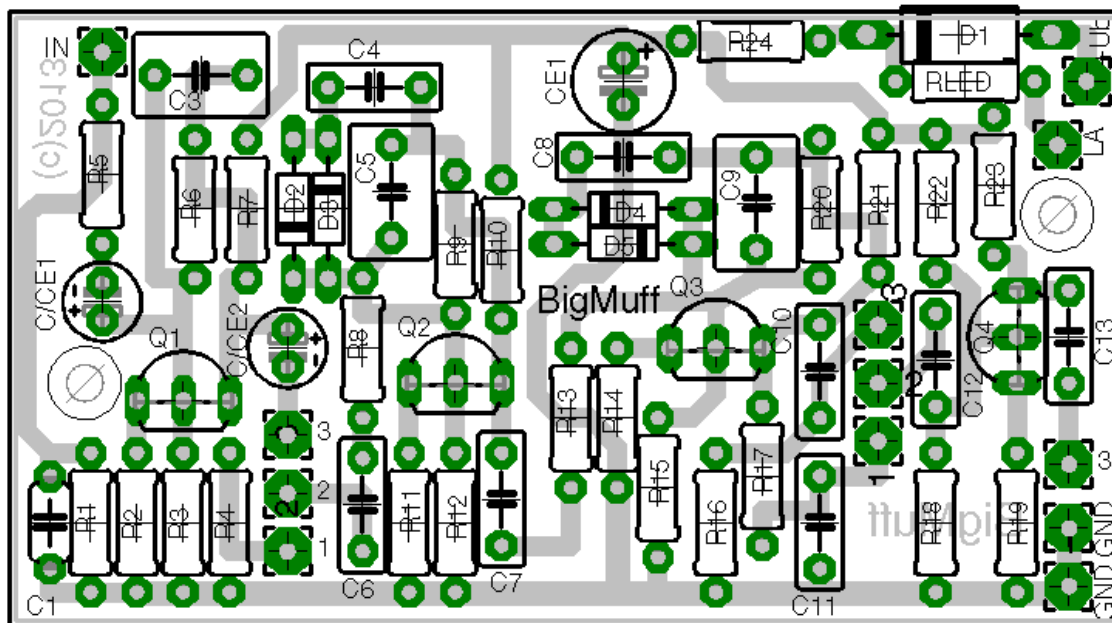 (c)2013
IN
C3
C4
CE1
R24
D1
+UB
RLED
LA
R5
R6
R7
D2
D3
C5
R9
R10
C8
D4
D5
C9
R20
R21
R22
R23
C/CE1
Q1
C/CE2
R8
Q2
BigMuff
Q3
C10
3
2
1
C12
Q4
C13
R13
R14
R15
R16
R17
R18
R19
3
GND
GND
C1
R1
R2
R3
R4
3
2
1
2
C6
R11
R12
C7
C11
BigMuff